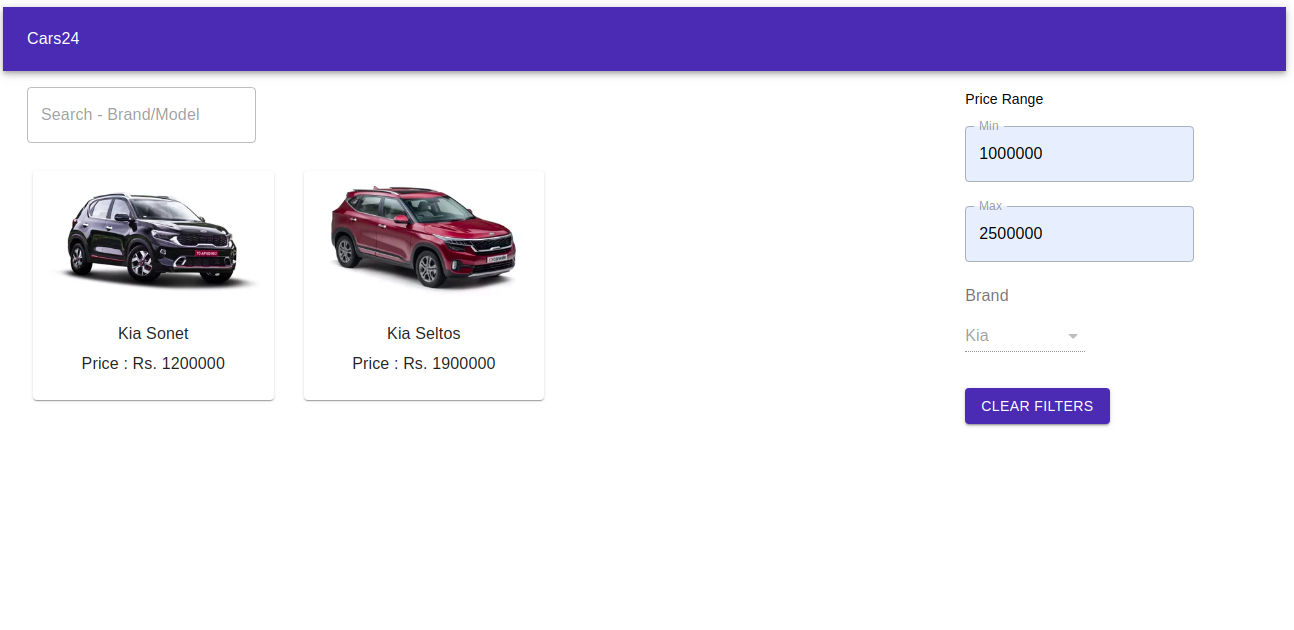 Cars24
Search - Brand/Model
Kia Sonet
Price : Rs. 1200000
Kia Seltos
Price : Rs. 1900000
Price Range
Min
1000000
Max
2500000
Brand
Kia
CLEAR FILTERS